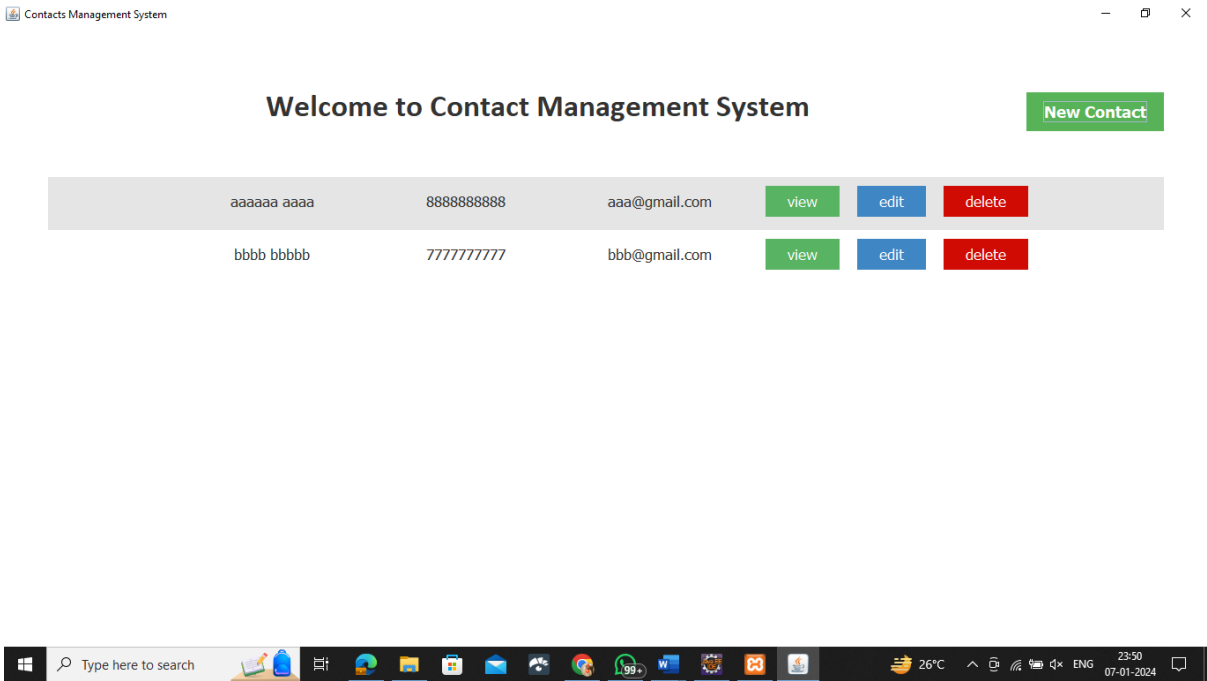 Contacts Management System
Welcome to Contact Management System
New Contact
aaaaaa aaaa 8888888888 aaa@gmail.com view edit delete
bbbb bbbbb 7777777777 bbb@gmail.com view edit delete
Type here to search 99+ W 26°C ENG 23:50
07-01-2024